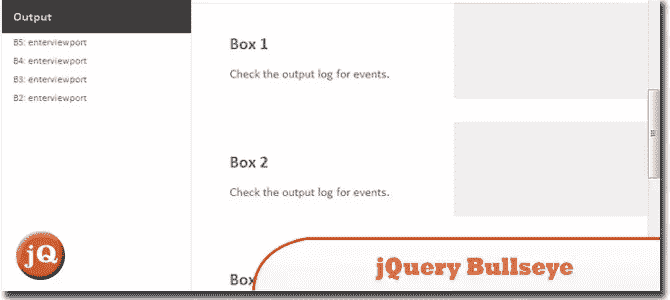 Output
B5: enterviewport
B4: enterviewport
B3: enterviewport
B2: enterviewport
Box 1
Check the output log for events.
Box 2
Check the output log for events.
Box
jQ
jQuery Bullseye